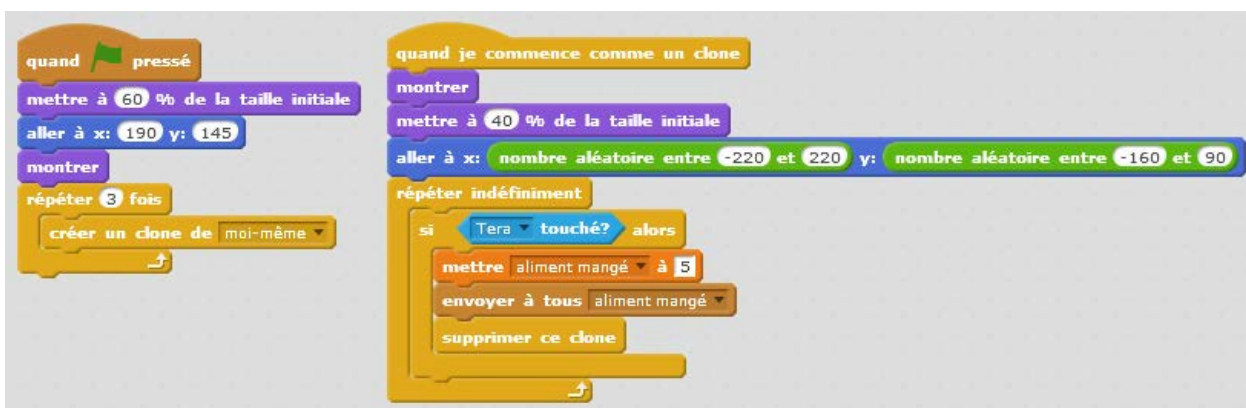 quand pressé
mettre à 60 % de la taille initiale
aller à x: 190 y: 145
montrer
répéter 3 fois
créer un clone de moi-même
quand je commence comme un clone
montrer
mettre à 40 % de la taille initiale
aller à x: nombre aléatoire entre -220 et 220 y: nombre aléatoire entre -160 et 90
répéter indéfiniment
si Tera touché? alors
mettre aliment mangé à 5
envoyer à tous aliment mangé
supprimer ce clone